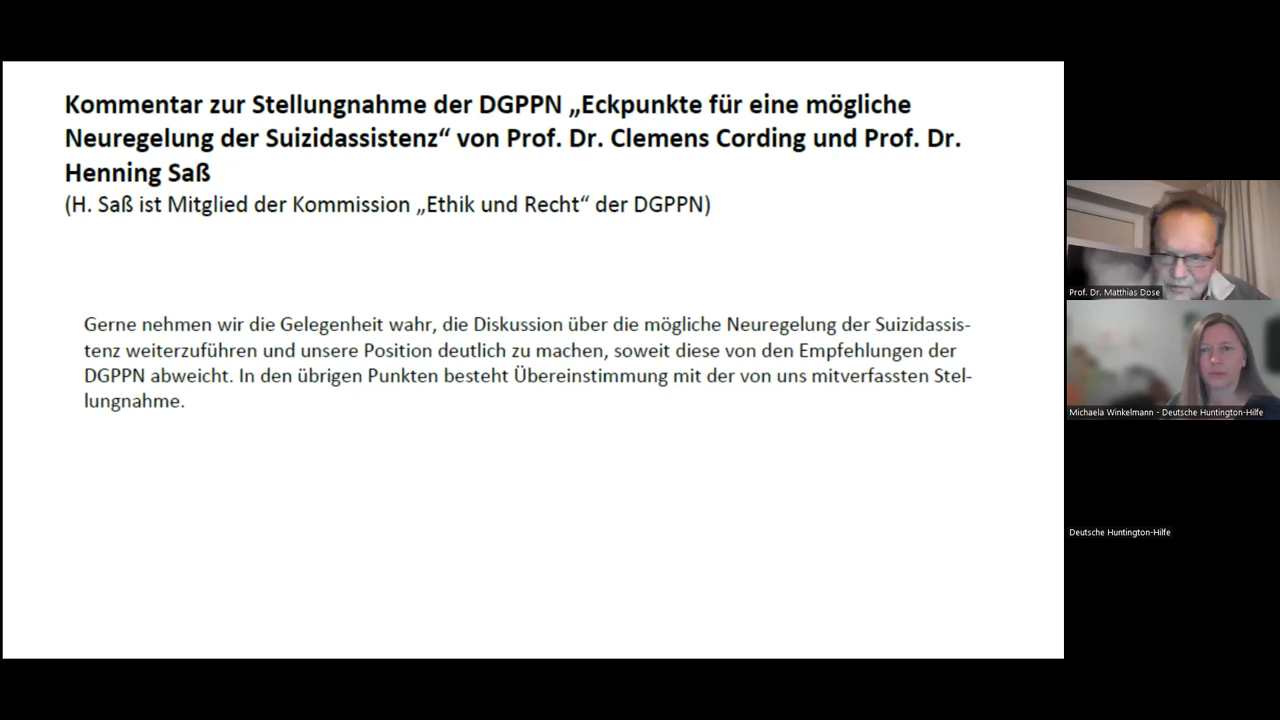 Kommentar zur Stellungnahme der DGPPN „Eckpunkte für eine mögliche
Neuregelung der Suizidassistenz“ von Prof. Dr. Clemens Cording und Prof. Dr.
Henning Saß
(H. Saß ist Mitglied der Kommission „Ethik und Recht“ der DGPPN)
Gerne nehmen wir die Gelegenheit wahr, die Diskussion über die mögliche Neuregelung der Suizidassis-
tenz weiterzuführen und unsere Position deutlich zu machen, soweit diese von den Empfehlungen der
DGPPN abweicht. In den übrigen Punkten besteht Übereinstimmung mit der von uns mitverfassten Stel-
lungnahme.
Prof. Dr. Matthias Dose
Michaela Winkelmann - Deutsche Huntington-Hilfe
Deutsche Huntington-Hilfe